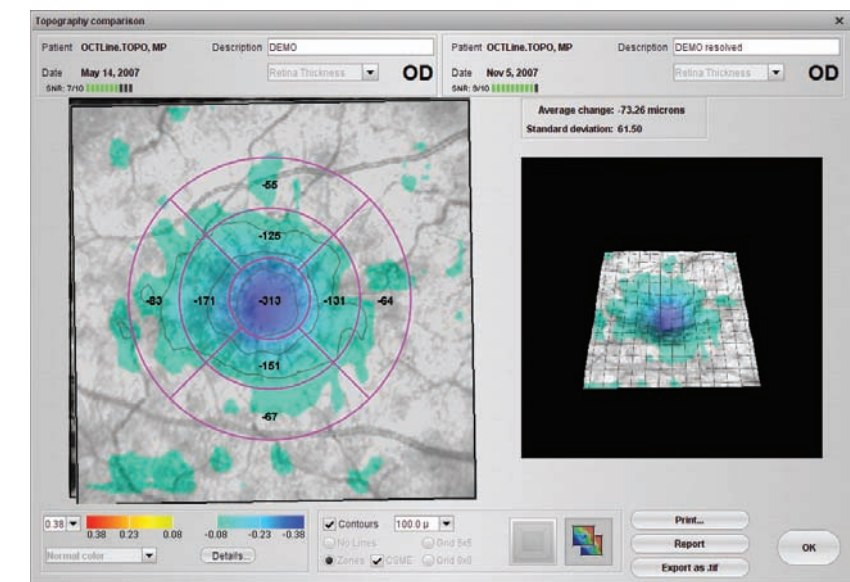 Topography comparison
Patient OCTLine.TOPO, MP Description DEMO
Date May 14, 2007 Retina Thickness OD
SNR: 7/10
Patient OCTLine.TOPO, MP Description DEMO resolved
Date Nov 5, 2007 Retina Thickness OD
SNR: 9/10
Average change: -73.26 microns
Standard deviation: 61.50
-55
-125
-83 -171 -313 -131 -64
-151
-67
0.38 0.38 0.23 0.08 -0.08 -0.23 -0.38
Normal color Details...
Contours 100.0 µ
No Lines Grid 5x5
Zones CSME Grid 9x9
Print...
Report
Export as .tif
OK